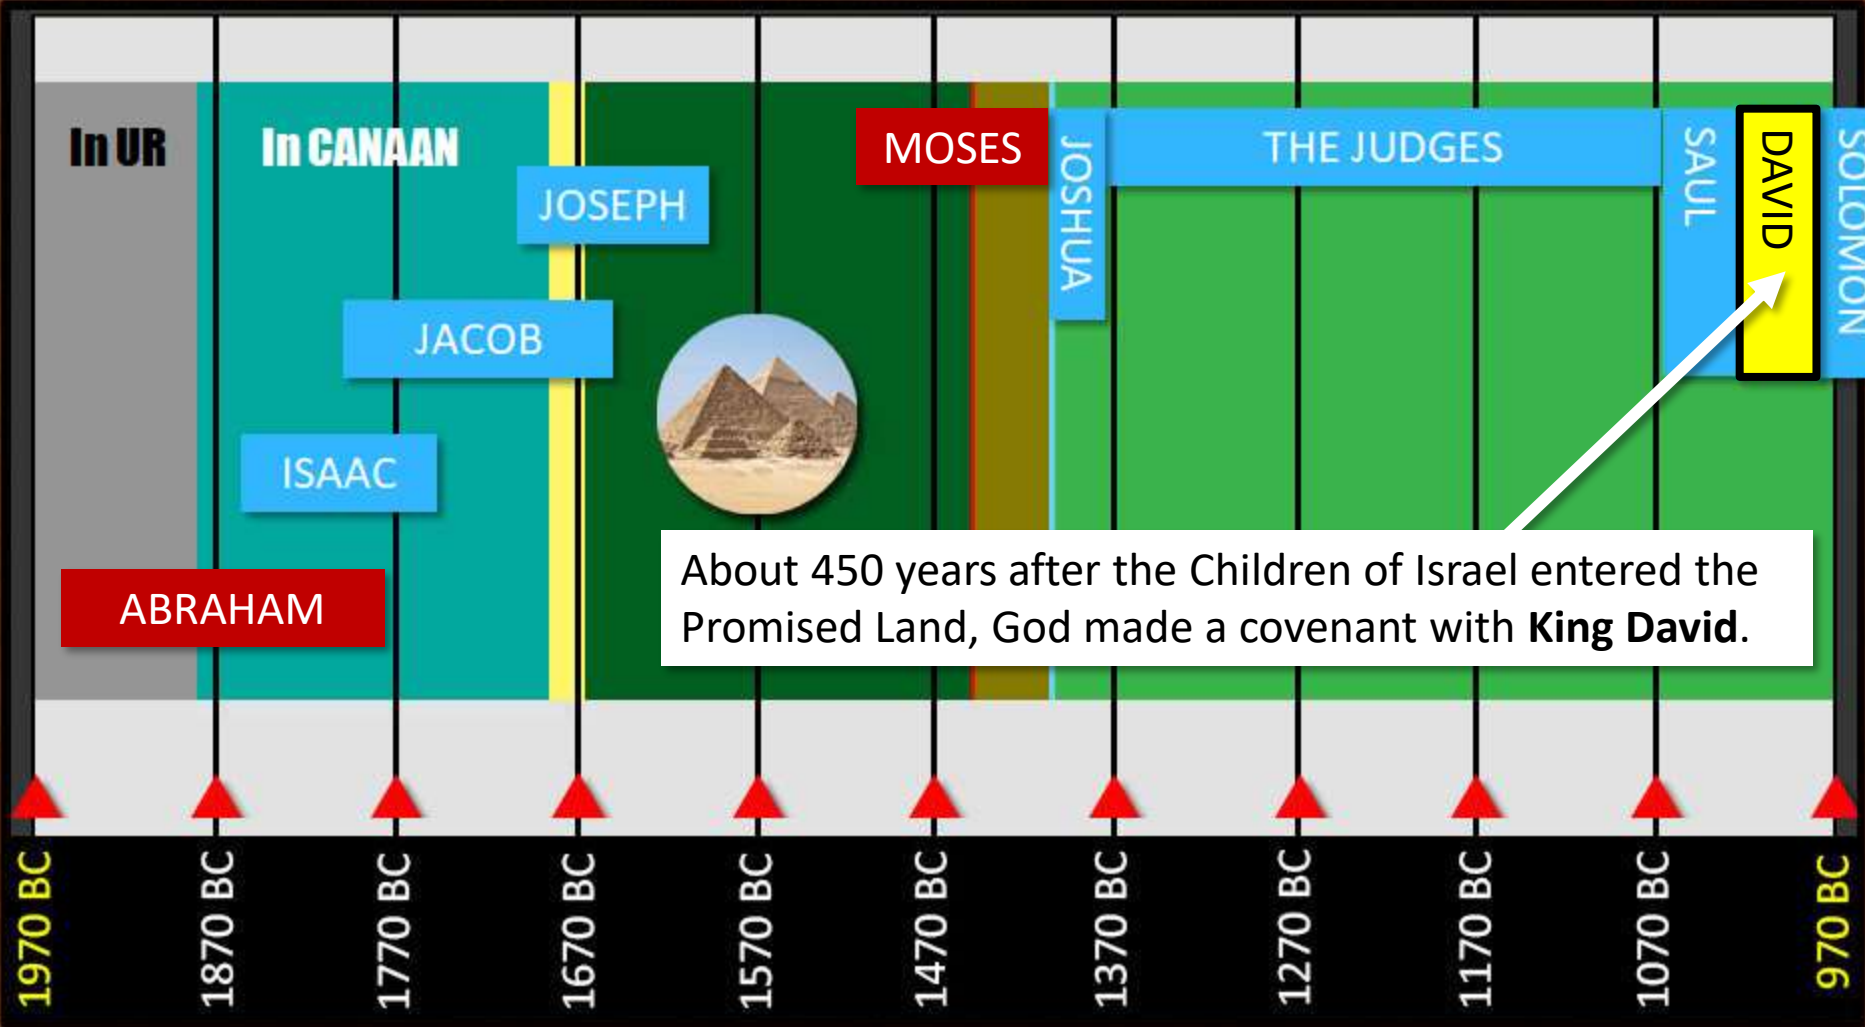 In UR
In CANAAN
MOSES
JOSHUA
THE JUDGES
SAUL
DAVID
SOLOMON
JOSEPH
JACOB
ISAAC
ABRAHAM
About 450 years after the Children of Israel entered the
Promised Land, God made a covenant with King David.
1970 BC
1870 BC
1770 BC
1670 BC
1570 BC
1470 BC
1370 BC
1270 BC
1170 BC
1070 BC
970 BC